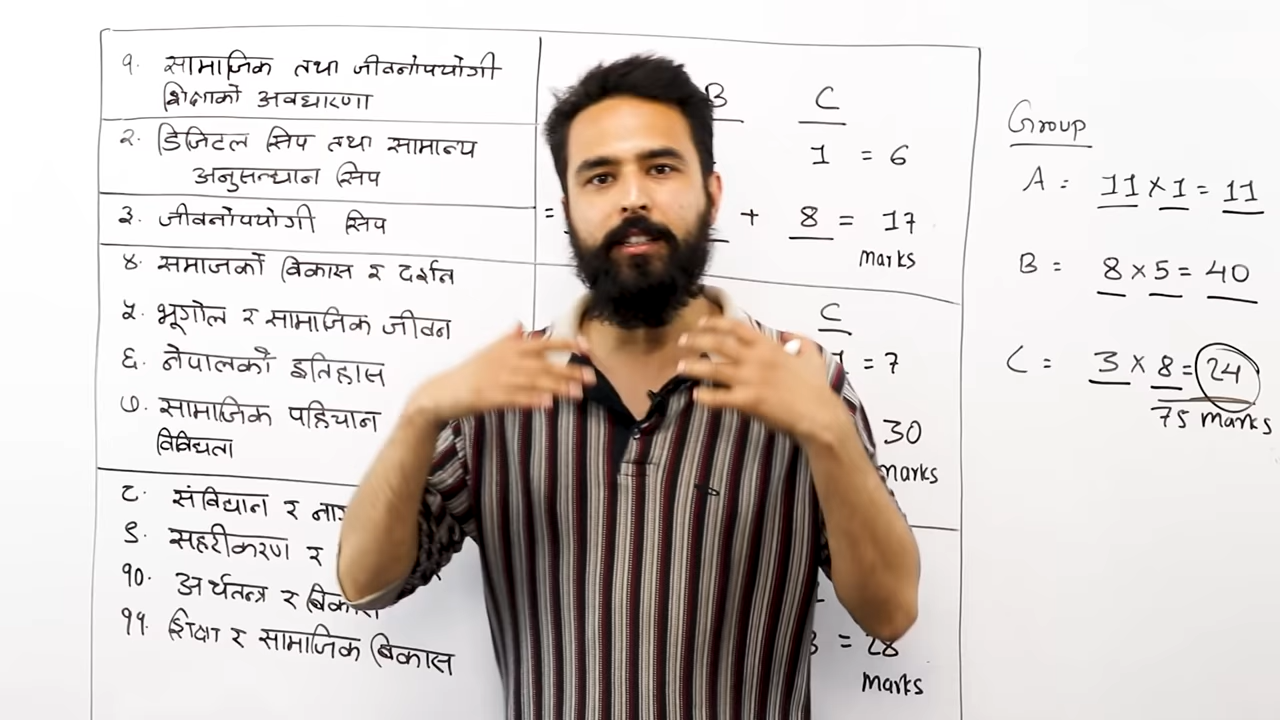 १. सामाजिक तथा जीवनोपयोगी
शिक्षाको अवधारणा
२. डिजिटल सिप तथा सामान्य
अनुसन्धान सिप
३. जीवनोपयोगी सिप
४. समाजको विकास र दर्शन
५. भूगोल र सामाजिक जीवन
६. नेपालको इतिहास
७. सामाजिक पहिचान
विविधता
८. संविधान र
९. सहरीकरण र
१०. अर्थतन्त्र र विकास
११. शिक्षा र सामाजिक विकास
B C
1 = 6
= + 8 = 17
marks
C
1 = 7
30
marks
3 = 28
marks
Group
A = 11 × 1 = 11
B = 8 × 5 = 40
C = 3 × 8 = 24
75 marks